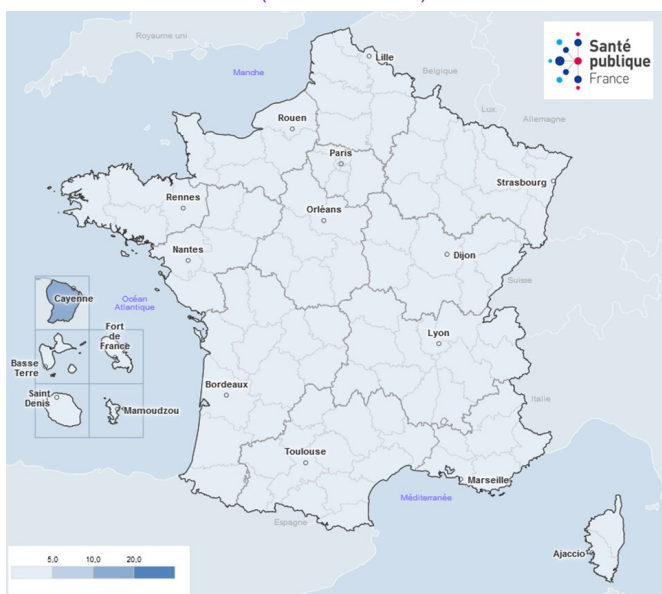 Royaume uni
Lille
Manche
Belgique
Santé
publique
France
Lux.
Allemagne
Rouen
Paris
Strasbourg
Rennes
Orléans
Nantes
Dijon
Suisse
Cayenne
Océan
Atlantique
Fort
de
France
Basse
Terre
Lyon
Saint
Denis
Mamoudzou
Bordeaux
Italie
Toulouse
Marseille
Méditerranée
Espagne
Ajaccio
5,0 10,0 20,0